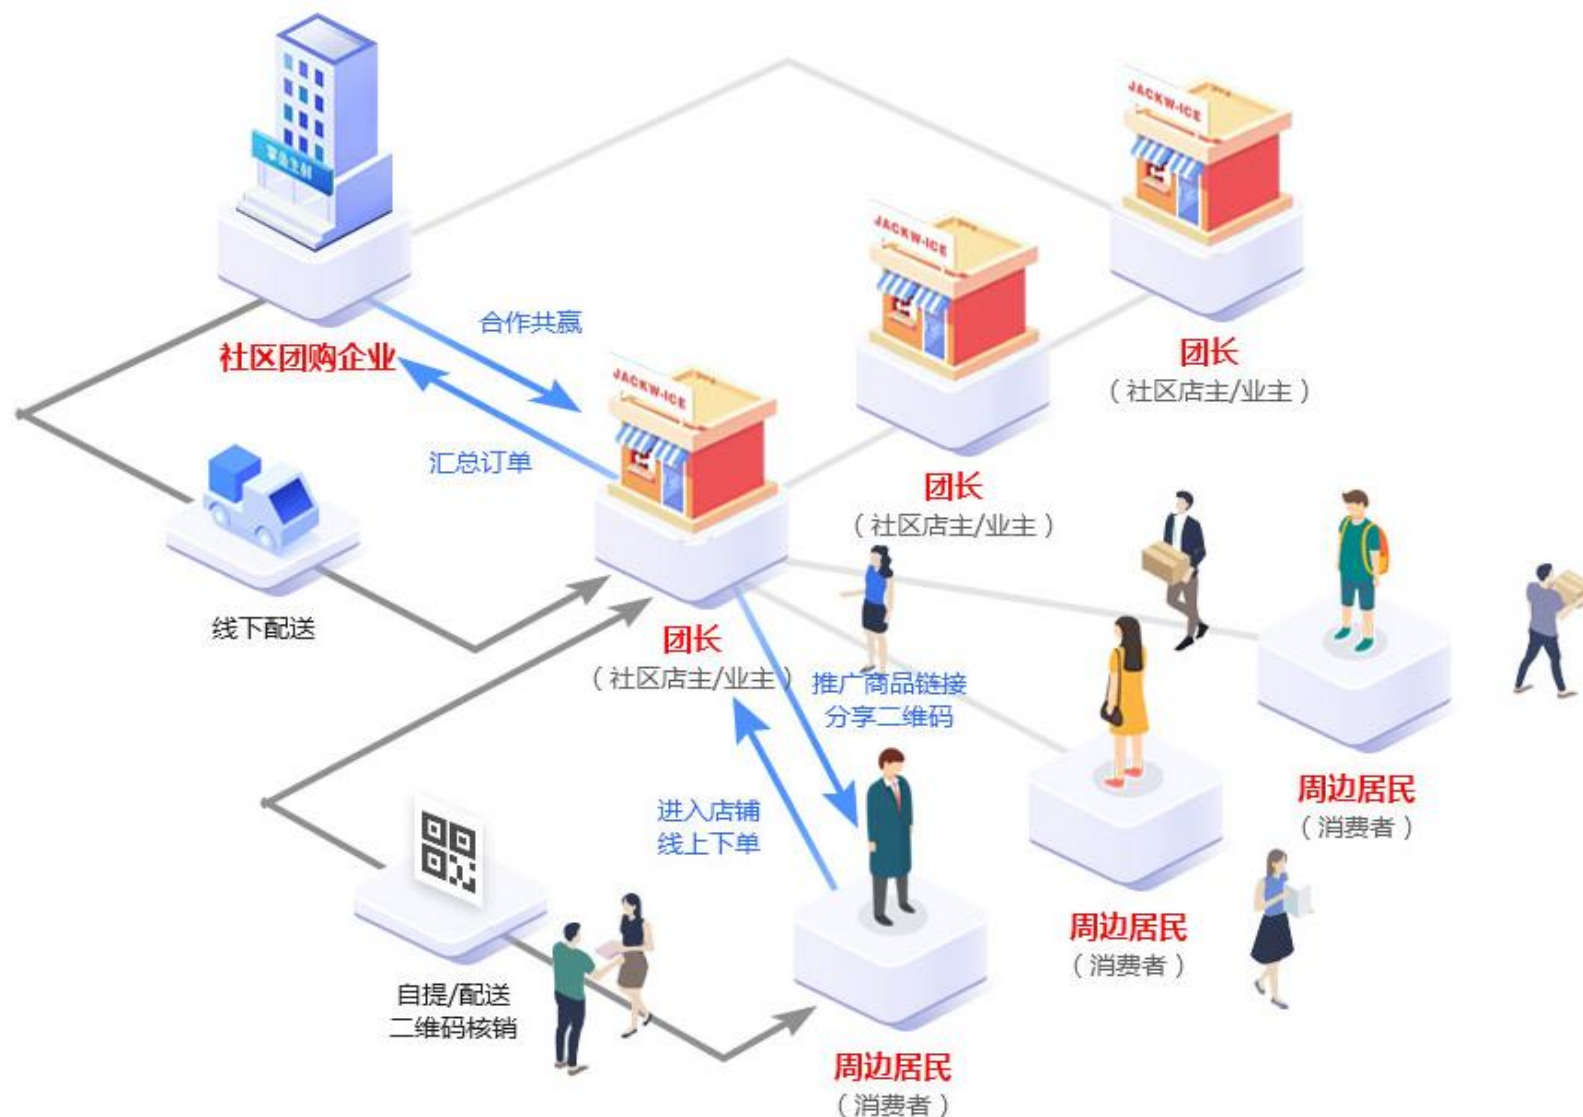 JACKW-ICE
JACKW-ICE
JACKW-ICE
合作共赢
社区团购企业
汇总订单
团长
（社区店主/业主）
团长
（社区店主/业主）
线下配送
团长
（社区店主/业主）
推广商品链接
分享二维码
进入店铺
线上下单
周边居民
（消费者）
周边居民
（消费者）
自提/配送
二维码核销
周边居民
（消费者）